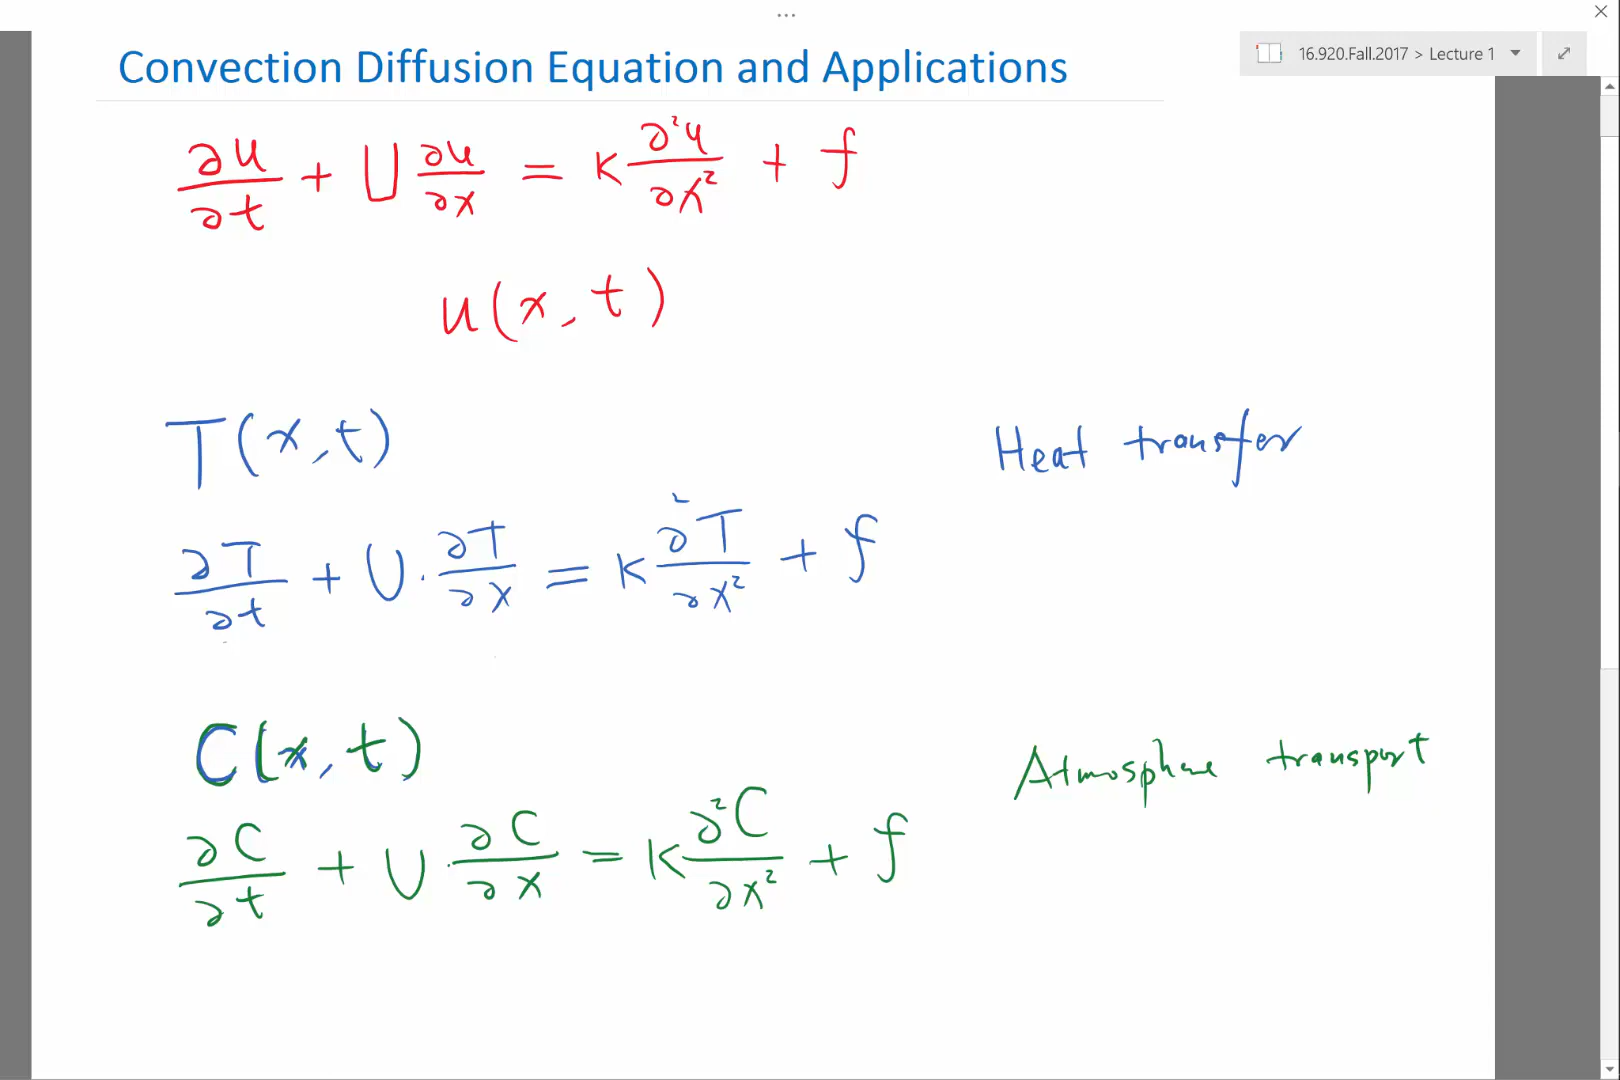 ...
16.920.Fall.2017 > Lecture 1
Convection Diffusion Equation and Applications
∂u/∂t + U ∂u/∂x = κ ∂²u/∂x² + f
u(x, t)
T(x, t)
Heat transfer
∂T/∂t + U · ∂T/∂x = κ ∂²T/∂x² + f
C(x, t)
Atmosphere transport
∂C/∂t + U · ∂C/∂x = κ ∂²C/∂x² + f